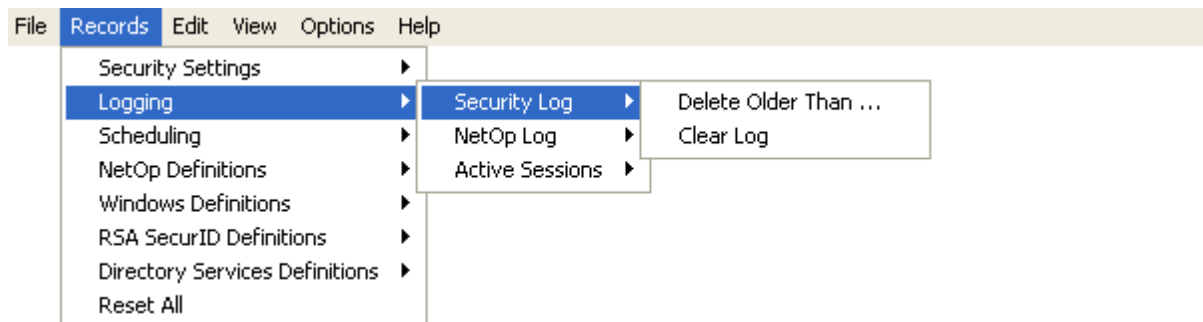 File Records Edit View Options Help
Security Settings
Logging
Scheduling
NetOp Definitions
Windows Definitions
RSA SecurID Definitions
Directory Services Definitions
Reset All
Security Log
NetOp Log
Active Sessions
Delete Older Than ...
Clear Log